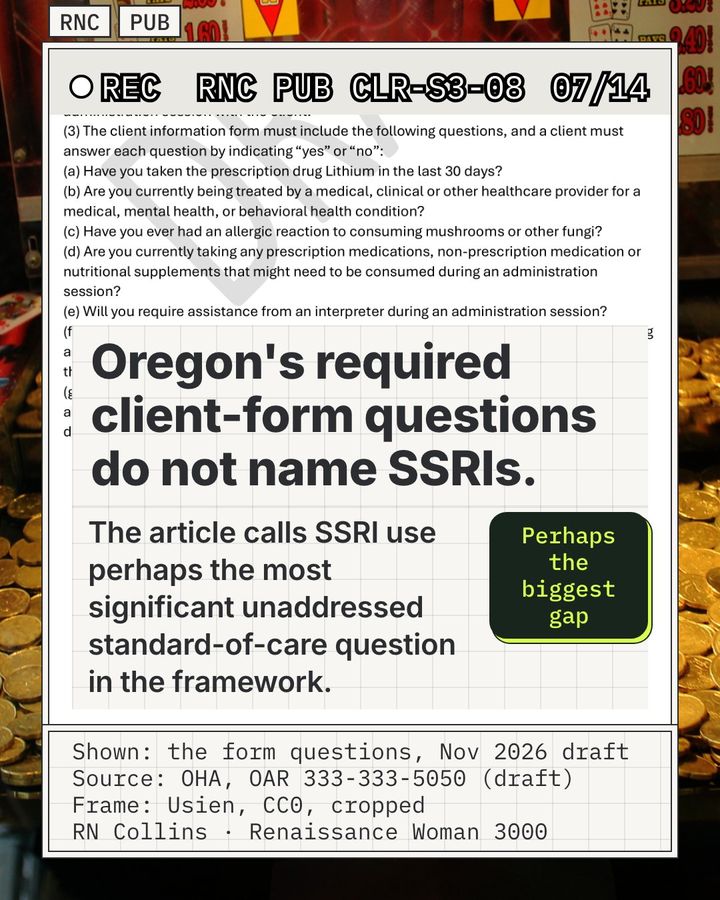 RNC PUB
REC RNC PUB CLR-S3-08 07/14
administration session with the client.
(3) The client information form must include the following questions, and a client must
answer each question by indicating “yes” or “no”:
(a) Have you taken the prescription drug Lithium in the last 30 days?
(b) Are you currently being treated by a medical, clinical or other healthcare provider for a
medical, mental health, or behavioral health condition?
(c) Have you ever had an allergic reaction to consuming mushrooms or other fungi?
(d) Are you currently taking any prescription medications, non-prescription medication or
nutritional supplements that might need to be consumed during an administration
session?
(e) Will you require assistance from an interpreter during an administration session?
Oregon's required
client-form questions
do not name SSRIs.
The article calls SSRI use
perhaps the most
significant unaddressed
standard-of-care question
in the framework.
Perhaps
the
biggest
gap
Shown: the form questions, Nov 2026 draft
Source: OHA, OAR 333-333-5050 (draft)
Frame: Usien, CC0, cropped
RN Collins · Renaissance Woman 3000